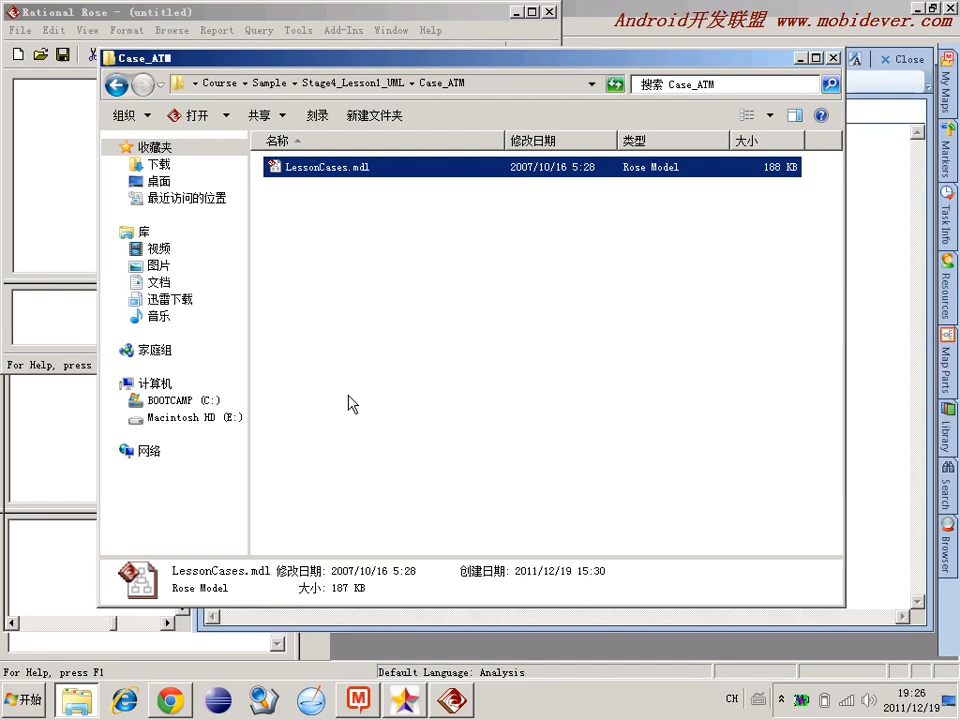 Rational Rose - (untitled)
Android开发联盟 www.mobidever.com
File Edit View Format Browse Report Query Tools Add-Ins Window Help
Case_ATM
Close
Course Sample Stage4_Lesson1_UML Case_ATM
搜索 Case_ATM
组织 打开 共享 刻录 新建文件夹
名称 修改日期 类型 大小
收藏夹
LessonCases.mdl 2007/10/16 5:28 Rose Model 188 KB
下载
桌面
最近访问的位置
库
视频
图片
文档
迅雷下载
音乐
家庭组
计算机
BOOTCAMP (C:)
Macintosh HD (E:)
网络
For Help, press
LessonCases.mdl 修改日期: 2007/10/16 5:28 创建日期: 2011/12/19 15:30
Rose Model 大小: 187 KB
My Maps
Markers
Task Info
Resources
Map Parts
Library
Search
Browser
For Help, press F1
Default Language: Analysis
开始
CH
19:26
2011/12/19